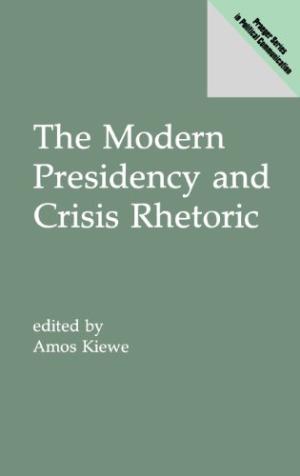 Praeger Series
in Political Communication
The Modern
Presidency and
Crisis Rhetoric
edited by
Amos Kiewe